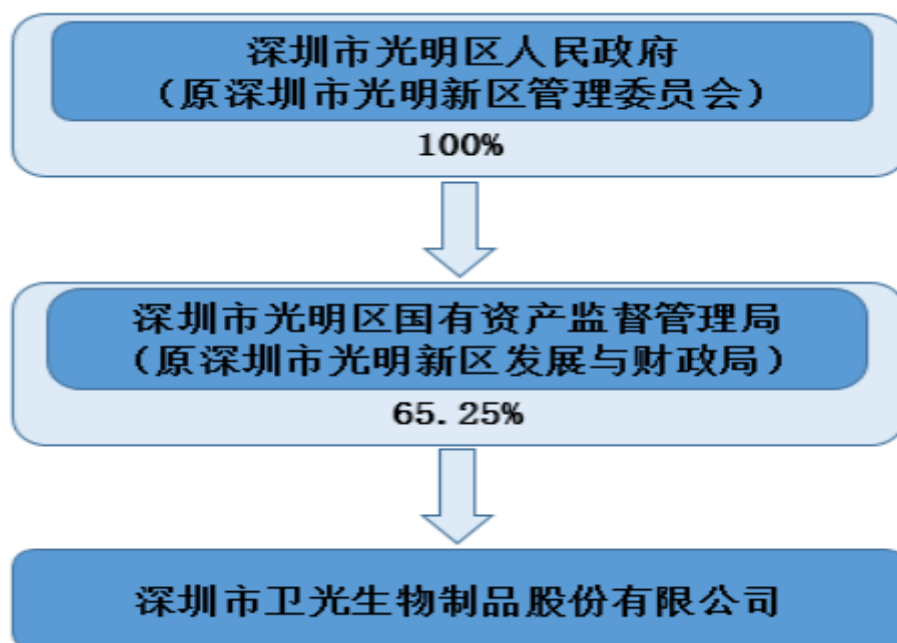 深圳市光明区人民政府
（原深圳市光明新区管理委员会）
100%
深圳市光明区国有资产监督管理局
（原深圳市光明新区发展与财政局）
65.25%
深圳市卫光生物制品股份有限公司